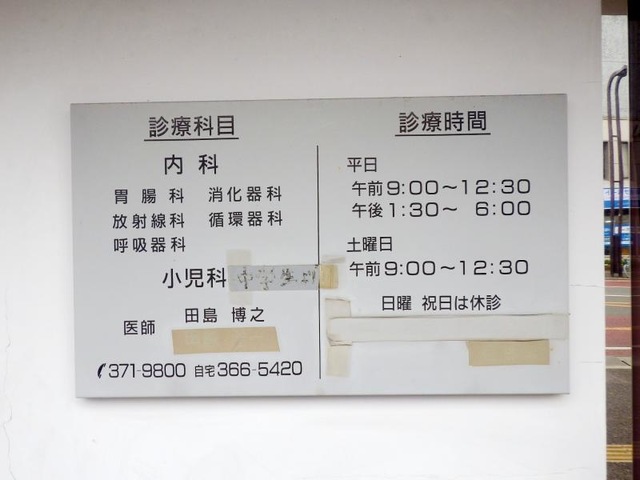 診療科目
内科
胃腸科 消化器科
放射線科 循環器科
呼吸器科
小児科
医師 田島 博之
371-9800 自宅366-5420
診療時間
平日
午前9:00～12:30
午後1:30～ 6:00
土曜日
午前9:00～12:30
日曜 祝日は休診